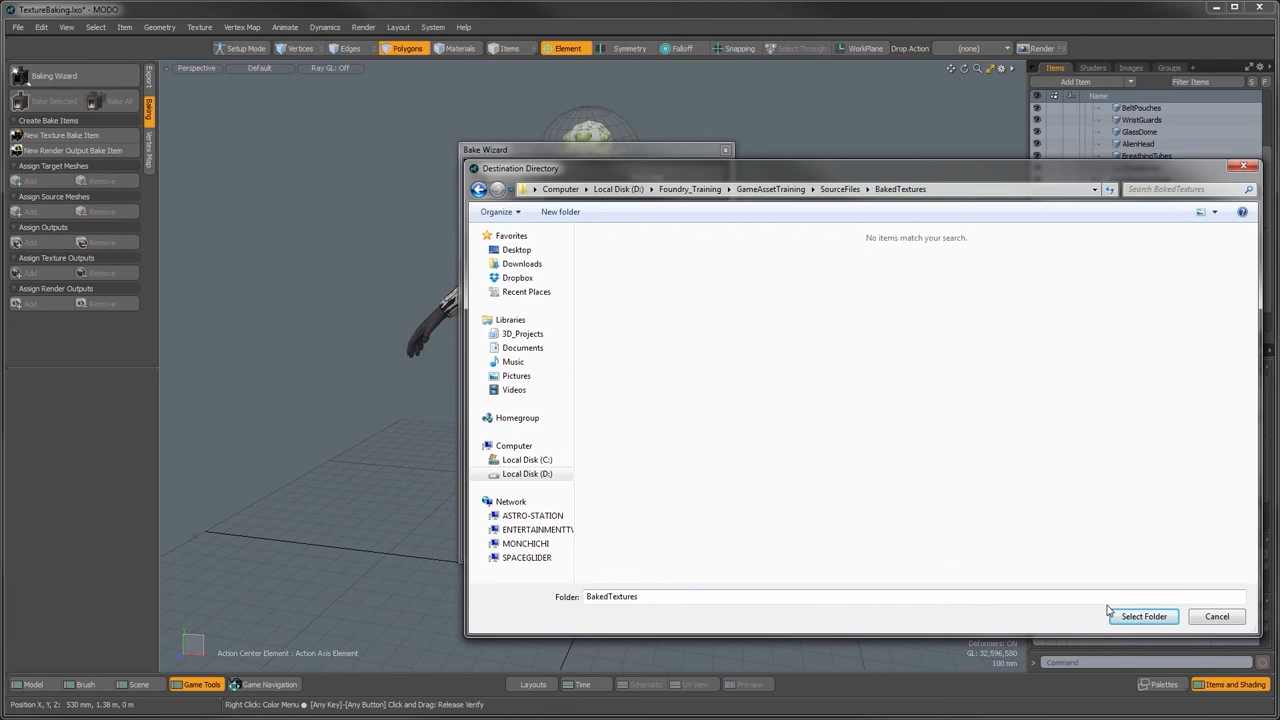 TextureBaking.lxo* - MODO
File Edit View Select Item Geometry Texture Vertex Map Animate Dynamics Render Layout System Help
Setup Mode Vertices Edges 2 Polygons Materials Items Element Symmetry Falloff Snapping Select Through WorkPlane Drop Action (none) Render
Baking Wizard
Bake Selected Bake All
Create Bake Items
New Texture Bake Item
New Render Output Bake Item
Assign Target Meshes
Add Remove
Assign Source Meshes
Add Remove
Assign Outputs
Add Remove
Assign Texture Outputs
Add Remove
Assign Render Outputs
Add Remove
Export
Baking
Vertex Map
Perspective Default Ray GL: Off
Items Shaders Images Groups
Add Item Filter Items S F
Name
BeltPouches
WristGuards
GlassDome
AlienHead
BreathingTubes
Bake Wizard
Destination Directory
Computer Local Disk (D:) Foundry_Training GameAssetTraining SourceFiles BakedTextures Search BakedTextures
Organize New folder
Favorites
Desktop
Downloads
Dropbox
Recent Places
Libraries
3D_Projects
Documents
Music
Pictures
Videos
Homegroup
Computer
Local Disk (C:)
Local Disk (D:)
Network
ASTRO-STATION
ENTERTAINMENTTV
MONCHICHI
SPACEGLIDER
No items match your search.
Folder: BakedTextures
Select Folder Cancel
Action Center Element : Action Axis Element
Deformers: ON
GL: 32,596,580
100 mm
Command
Model Brush Scene Game Tools Game Navigation Layouts Time Schematic UV View Preview Palettes Items and Shading
Position X, Y, Z: 530 mm, 1.38 m, 0 m Right Click: Color Menu ● [Any Key]-[Any Button] Click and Drag: Release Verify